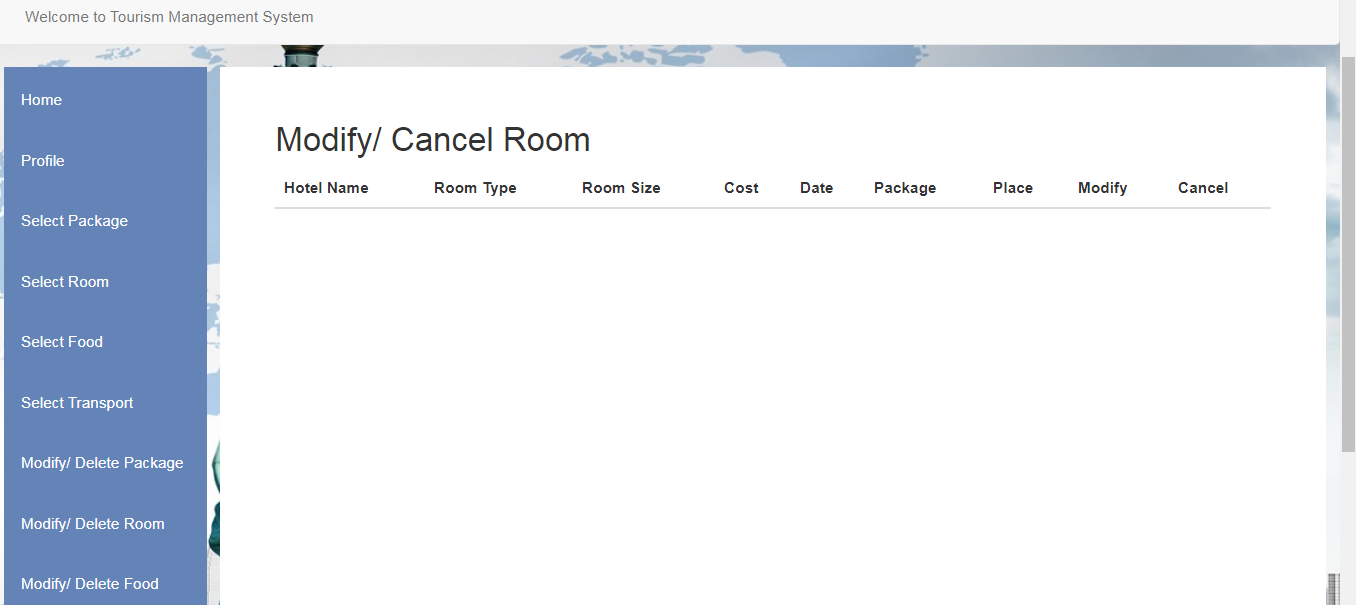 Welcome to Tourism Management System
Home
Profile
Select Package
Select Room
Select Food
Select Transport
Modify/ Delete Package
Modify/ Delete Room
Modify/ Delete Food
Modify/ Cancel Room
Hotel Name Room Type Room Size Cost Date Package Place Modify Cancel